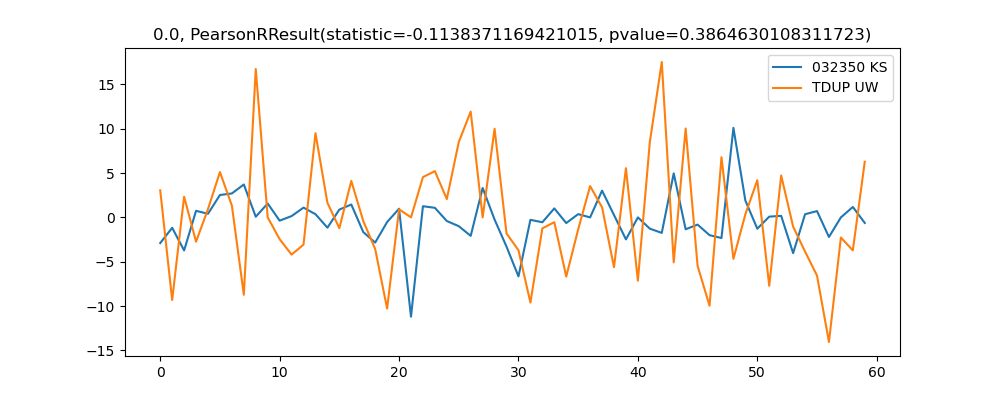 0.0, PearsonRResult(statistic=-0.1138371169421015, pvalue=0.3864630108311723)
032350 KS
TDUP UW
15
10
5
0
−5
−10
−15
0 10 20 30 40 50 60